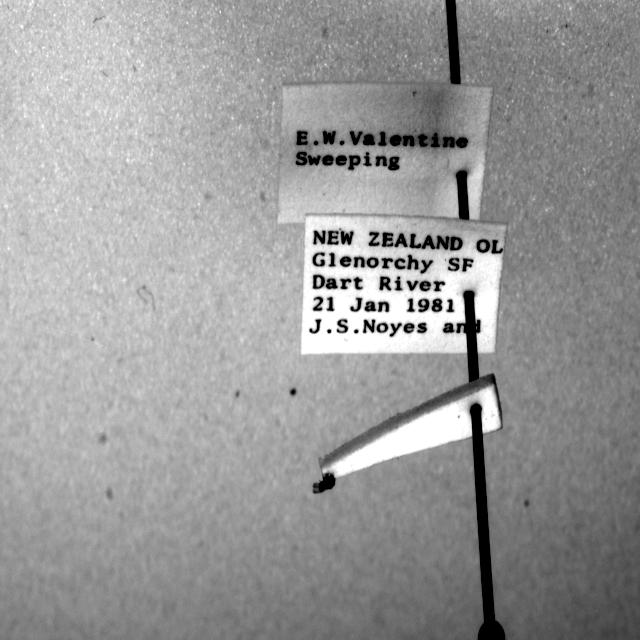 E.W.Valentine
Sweeping
NEW ZEALAND OL
Glenorchy SF
Dart River
21 Jan 1981
J.S.Noyes and